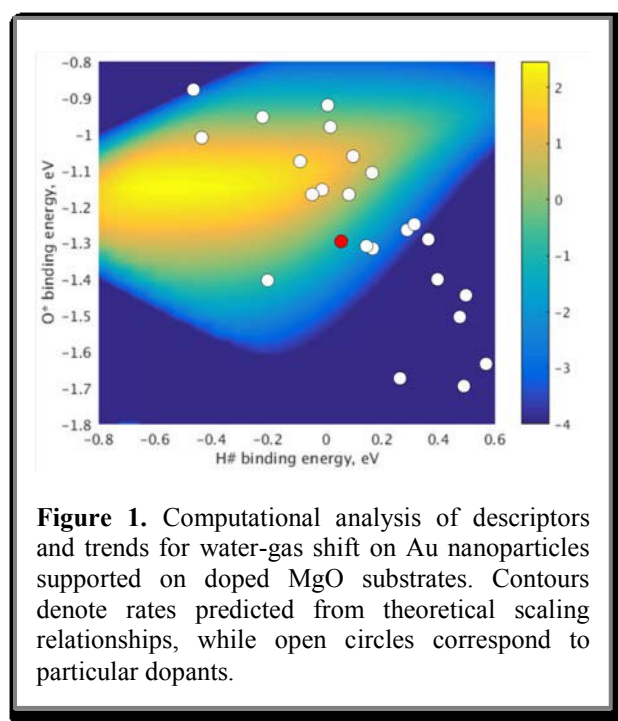 −0.8
−0.9
−1
−1.1
−1.2
−1.3
−1.4
−1.5
−1.6
−1.7
−1.8
O* binding energy, eV
−0.8 −0.6 −0.4 −0.2 0 0.2 0.4 0.6
H# binding energy, eV
2
1
0
−1
−2
−3
−4
Figure 1. Computational analysis of descriptors
and trends for water-gas shift on Au nanoparticles
supported on doped MgO substrates. Contours
denote rates predicted from theoretical scaling
relationships, while open circles correspond to
particular dopants.